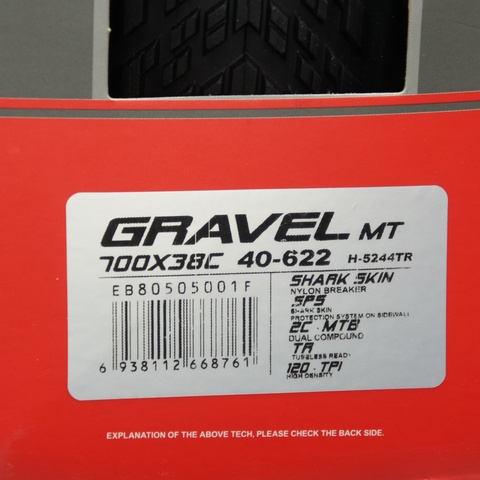 GRAVEL MT
700X38C 40-622 H-5244TR
EB80505001F
6 938112 668761
SHARK SKIN
NYLON BREAKER
SPS
SHARK SKIN
PROTECTION SYSTEM ON SIDEWALL
2C - MTB
DUAL COMPOUND
TR
TUBELESS READY
120 TPI
HIGH DENSITY
EXPLANATION OF THE ABOVE TECH, PLEASE CHECK THE BACK SIDE.